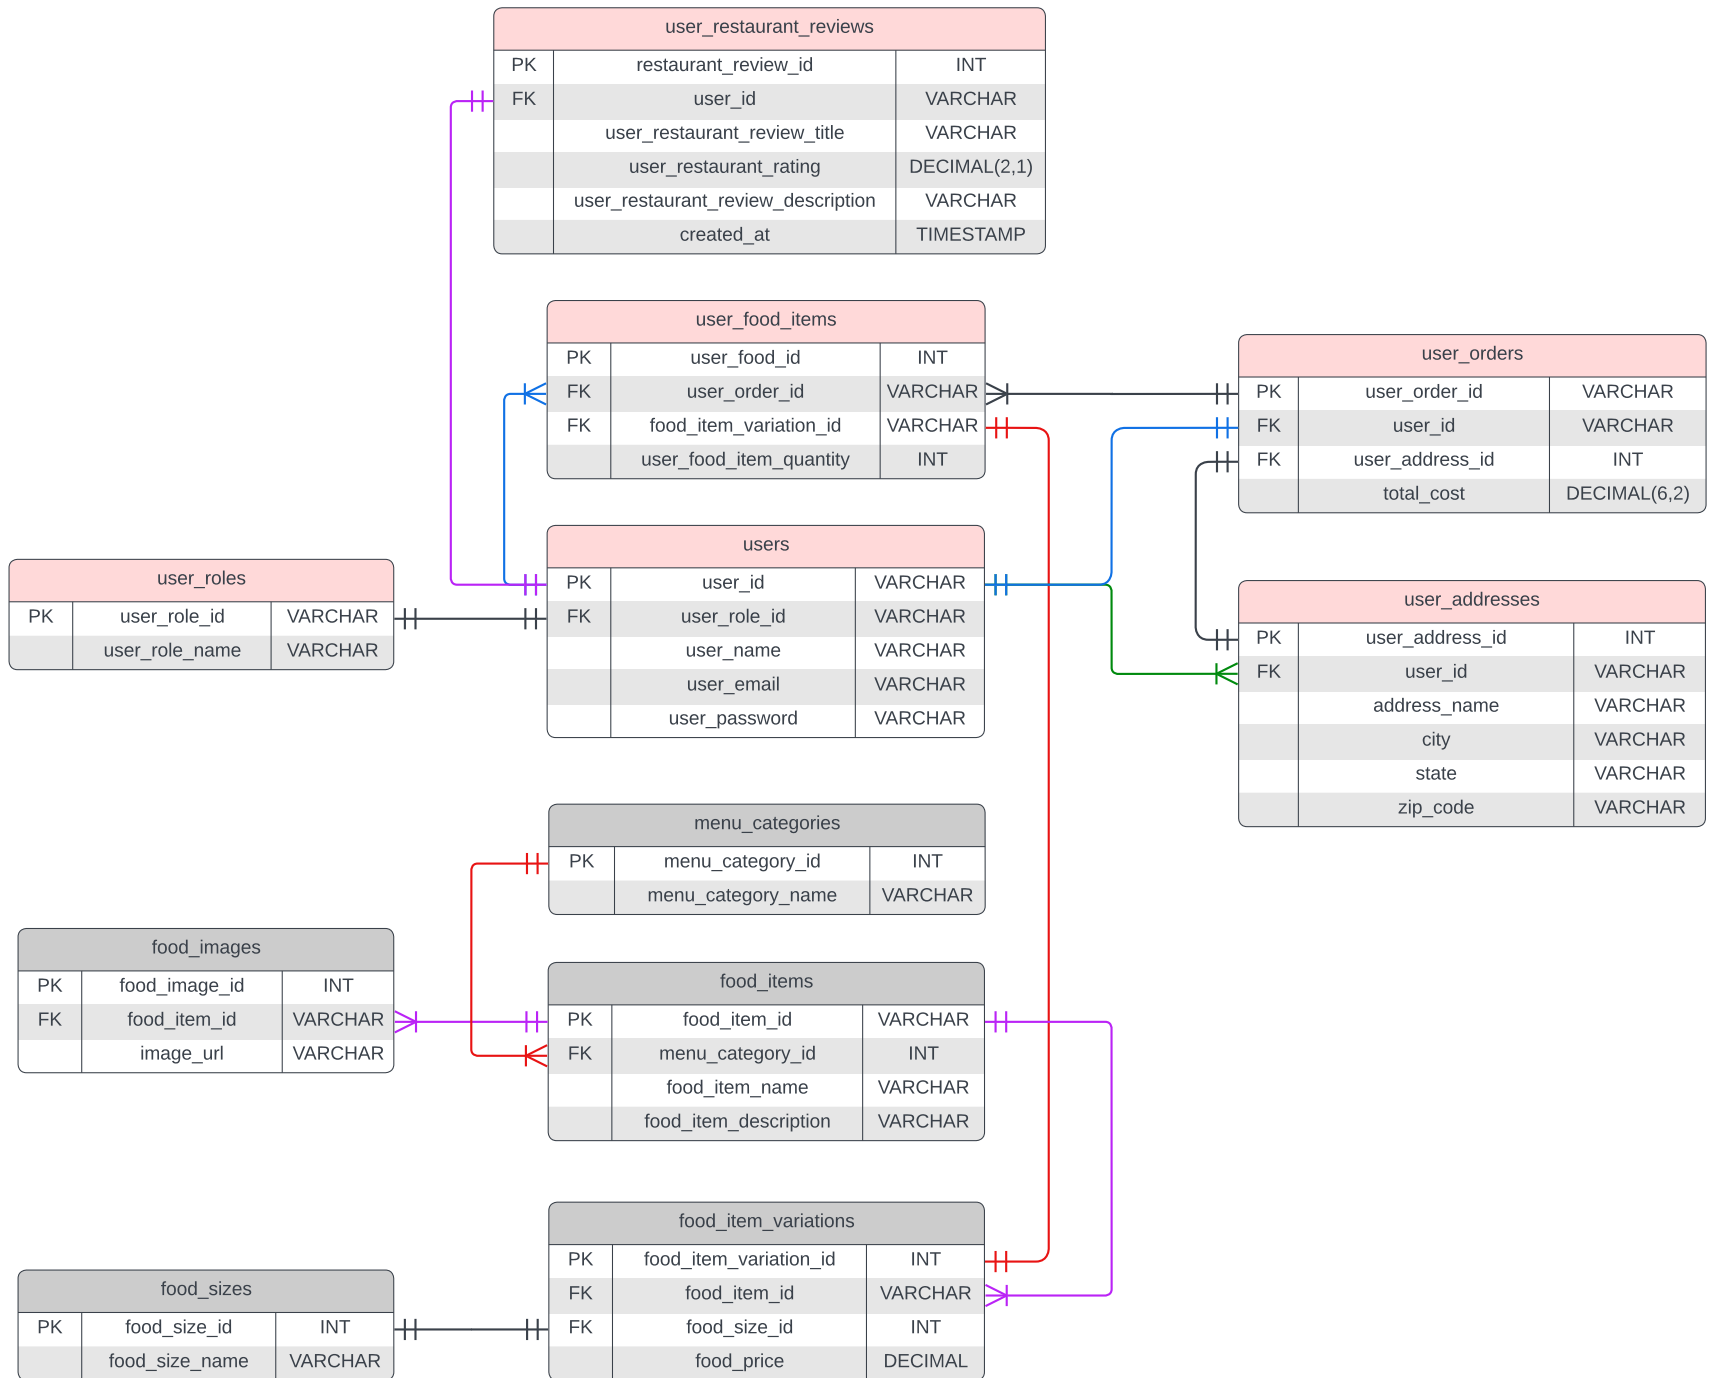 user_restaurant_reviews
PK restaurant_review_id INT
FK user_id VARCHAR
user_restaurant_review_title VARCHAR
user_restaurant_rating DECIMAL(2,1)
user_restaurant_review_description VARCHAR
created_at TIMESTAMP
user_food_items
PK user_food_id INT
FK user_order_id VARCHAR
FK food_item_variation_id VARCHAR
user_food_item_quantity INT
user_orders
PK user_order_id VARCHAR
FK user_id VARCHAR
FK user_address_id INT
total_cost DECIMAL(6,2)
user_roles
PK user_role_id VARCHAR
user_role_name VARCHAR
users
PK user_id VARCHAR
FK user_role_id VARCHAR
user_name VARCHAR
user_email VARCHAR
user_password VARCHAR
user_addresses
PK user_address_id INT
FK user_id VARCHAR
address_name VARCHAR
city VARCHAR
state VARCHAR
zip_code VARCHAR
menu_categories
PK menu_category_id INT
menu_category_name VARCHAR
food_images
PK food_image_id INT
FK food_item_id VARCHAR
image_url VARCHAR
food_items
PK food_item_id VARCHAR
FK menu_category_id INT
food_item_name VARCHAR
food_item_description VARCHAR
food_item_variations
PK food_item_variation_id INT
FK food_item_id VARCHAR
FK food_size_id INT
food_price DECIMAL
food_sizes
PK food_size_id INT
food_size_name VARCHAR